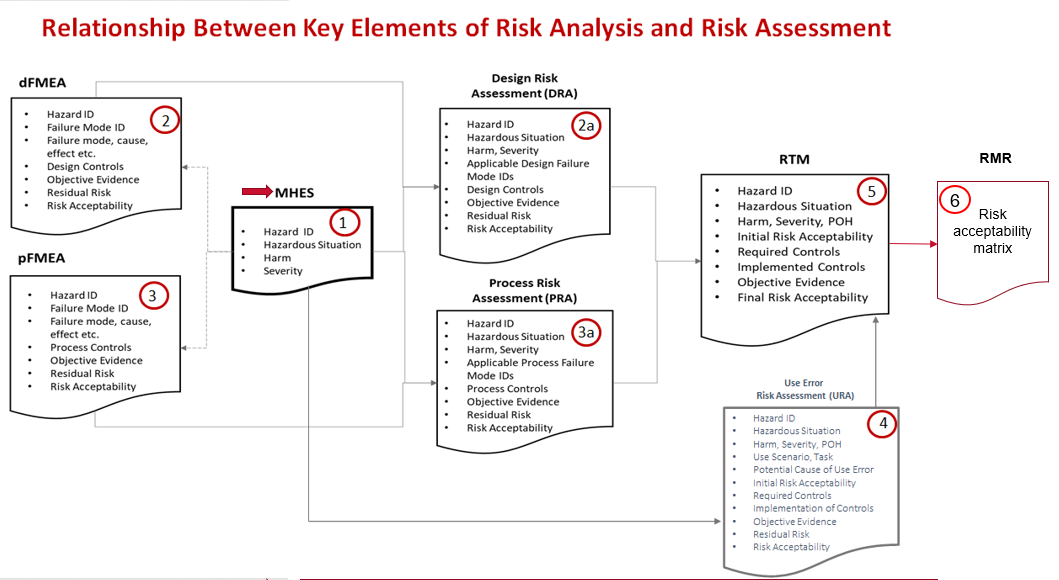 Relationship Between Key Elements of Risk Analysis and Risk Assessment
dFMEA
2
• Hazard ID
• Failure Mode ID
• Failure mode, cause,
effect etc.
• Design Controls
• Objective Evidence
• Residual Risk
• Risk Acceptability
pFMEA
3
• Hazard ID
• Failure Mode ID
• Failure mode, cause,
effect etc.
• Process Controls
• Objective Evidence
• Residual Risk
• Risk Acceptability
MHES
1
• Hazard ID
• Hazardous Situation
• Harm
• Severity
Design Risk
Assessment (DRA)
2a
• Hazard ID
• Hazardous Situation
• Harm, Severity
• Applicable Design Failure
Mode IDs
• Design Controls
• Objective Evidence
• Residual Risk
• Risk Acceptability
Process Risk
Assessment (PRA)
3a
• Hazard ID
• Hazardous Situation
• Harm, Severity
• Applicable Process Failure
Mode IDs
• Process Controls
• Objective Evidence
• Residual Risk
• Risk Acceptability
RTM
5
• Hazard ID
• Hazardous Situation
• Harm, Severity, POH
• Initial Risk Acceptability
• Required Controls
• Implemented Controls
• Objective Evidence
• Final Risk Acceptability
RMR
6
Risk
acceptability
matrix
Use Error
Risk Assessment (URA)
4
• Hazard ID
• Hazardous Situation
• Harm, Severity, POH
• Use Scenario, Task
• Potential Cause of Use Error
• Initial Risk Acceptability
• Required Controls
• Implementation of Controls
• Objective Evidence
• Residual Risk
• Risk Acceptability